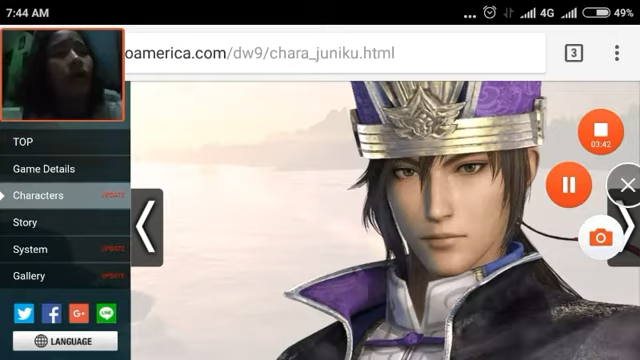 7:44 AM
4G
49%
oamerica.com/dw9/chara_juniku.html
3
TOP
Game Details
03:42
Characters
UPDATE
Story
System
UPDATE
Gallery
UPDATE
G+
LINE
LANGUAGE